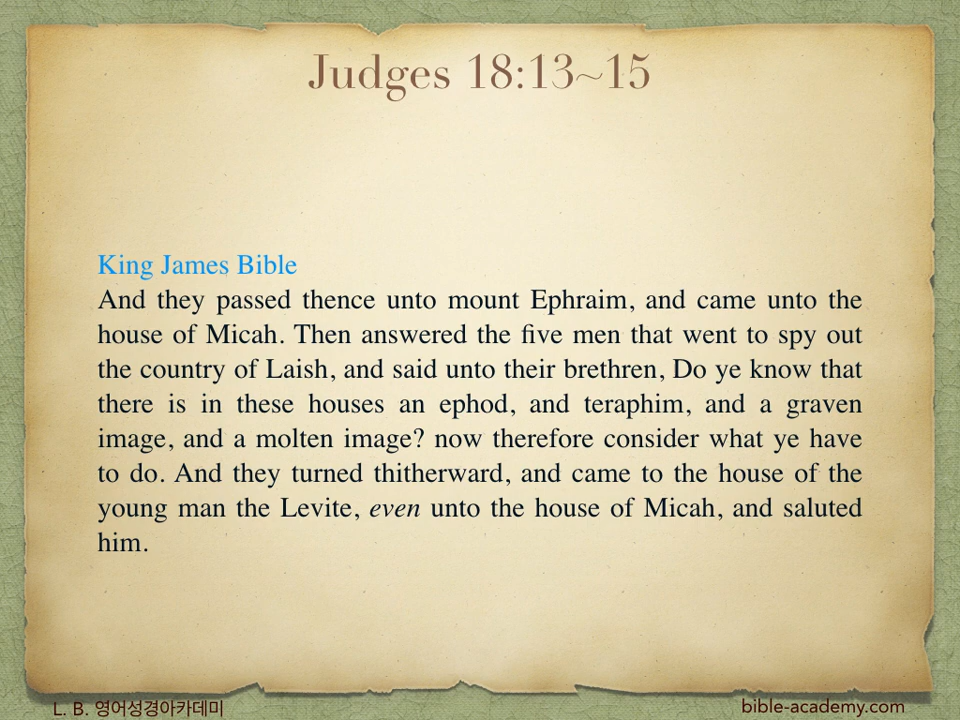 Judges 18:13~15
King James Bible
And they passed thence unto mount Ephraim, and came unto the
house of Micah. Then answered the five men that went to spy out
the country of Laish, and said unto their brethren, Do ye know that
there is in these houses an ephod, and teraphim, and a graven
image, and a molten image? now therefore consider what ye have
to do. And they turned thitherward, and came to the house of the
young man the Levite, even unto the house of Micah, and saluted
him.
L. B. 영어성경아카데미
bible-academy.com